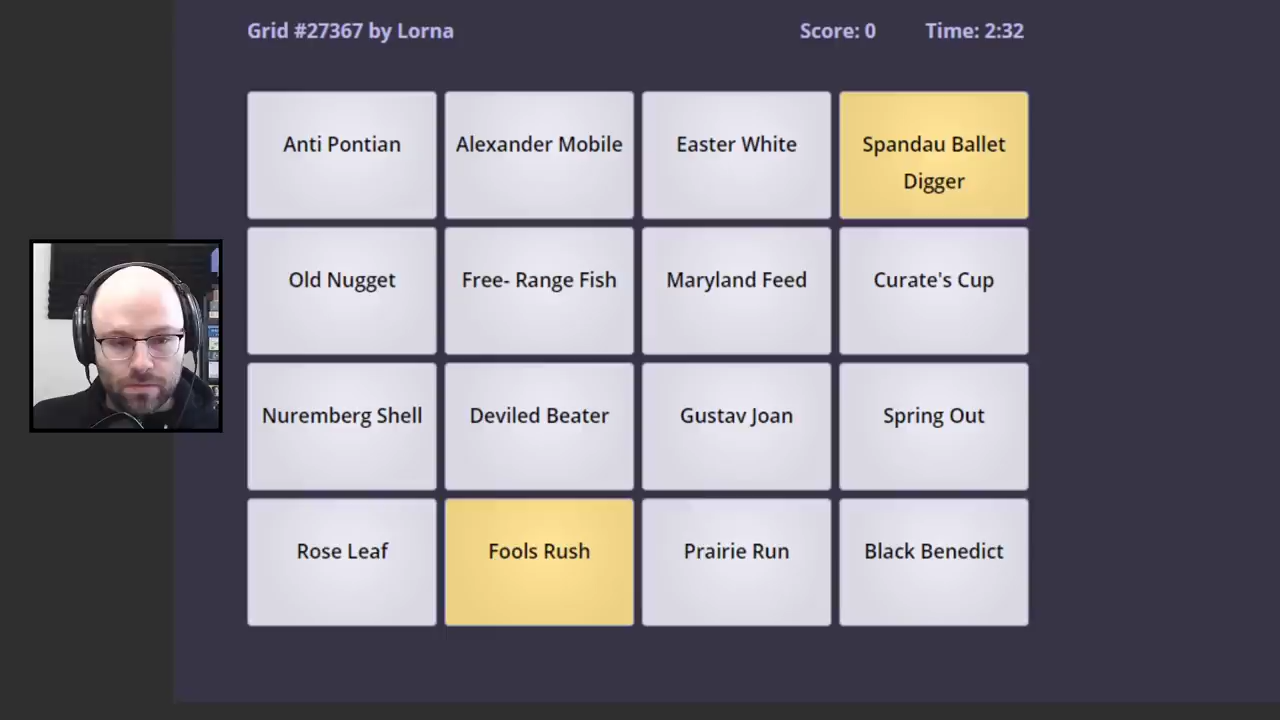 Grid #27367 by Lorna
Score: 0
Time: 2:32
Anti Pontian
Alexander Mobile
Easter White
Spandau Ballet
Digger
Old Nugget
Free- Range Fish
Maryland Feed
Curate's Cup
Nuremberg Shell
Deviled Beater
Gustav Joan
Spring Out
Rose Leaf
Fools Rush
Prairie Run
Black Benedict